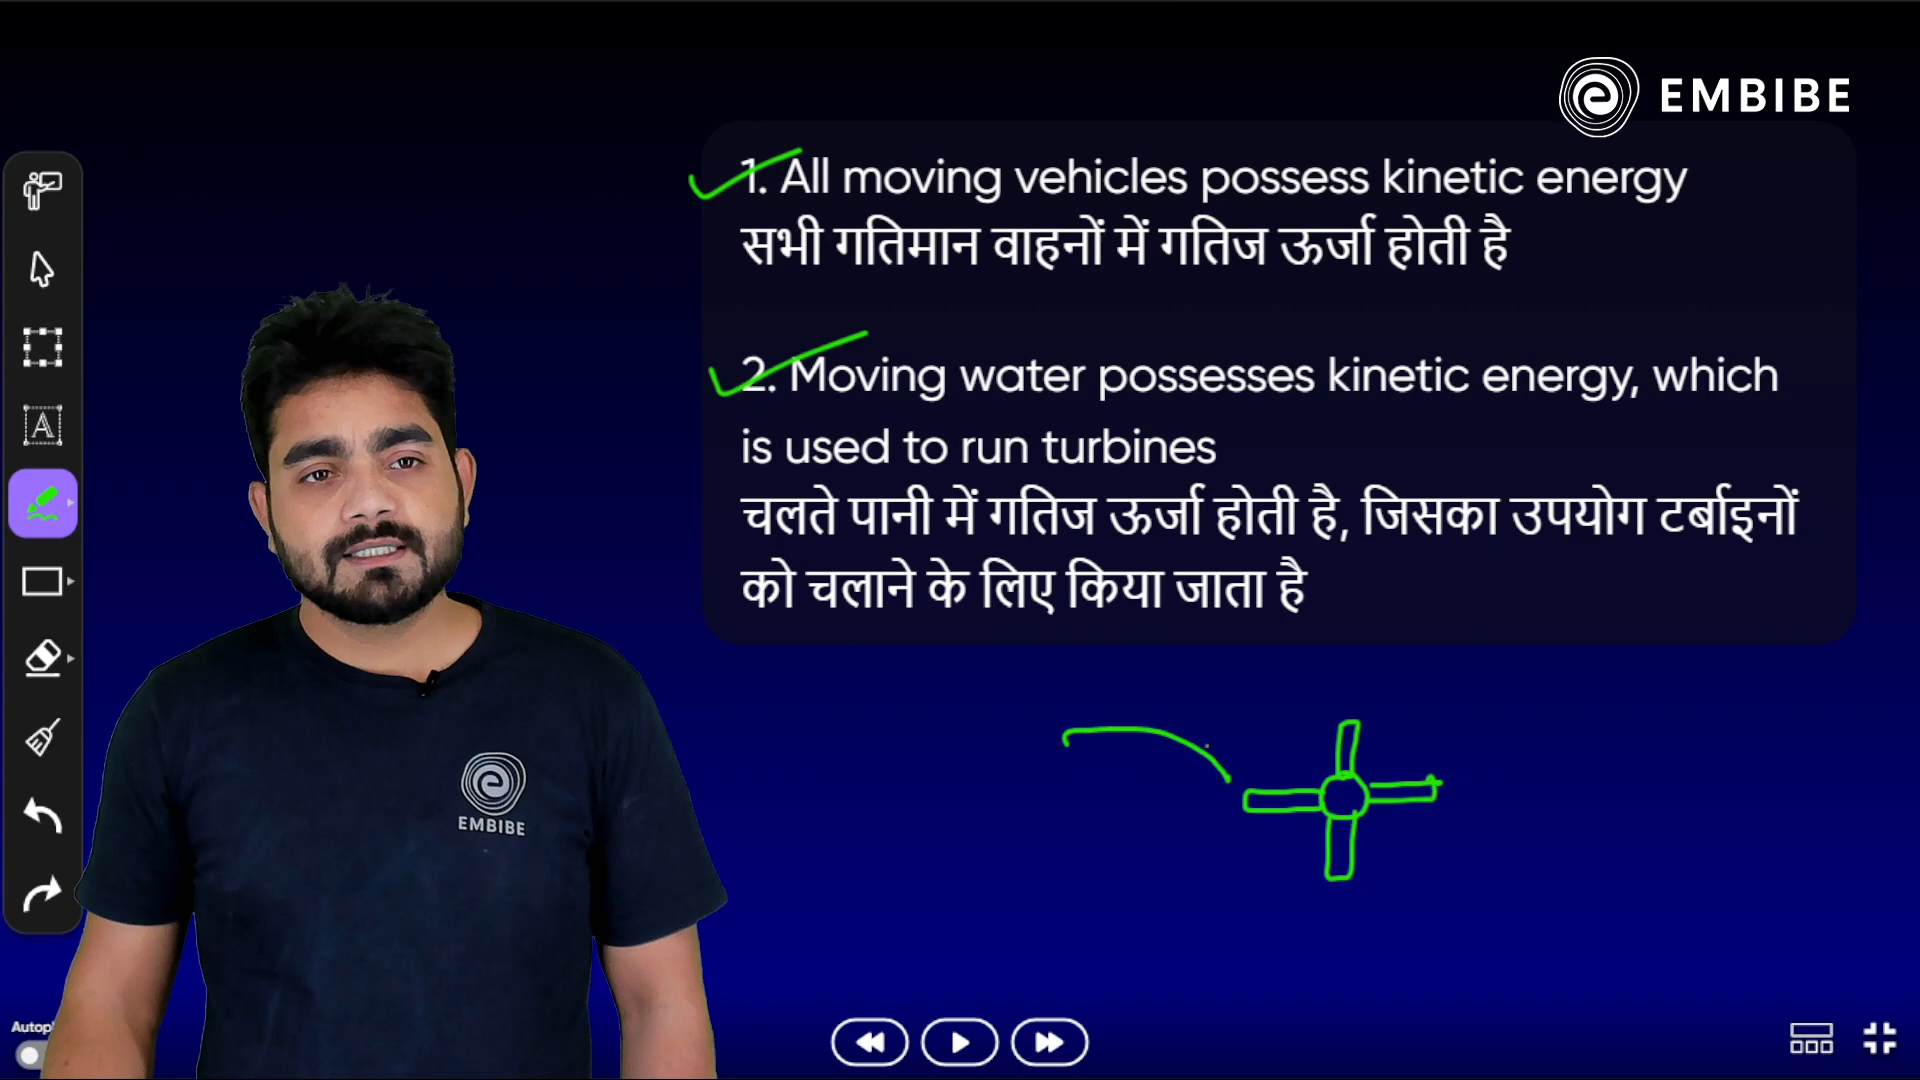 EMBIBE
1. All moving vehicles possess kinetic energy
सभी गतिमान वाहनों में गतिज ऊर्जा होती है
2. Moving water possesses kinetic energy, which
is used to run turbines
चलते पानी में गतिज ऊर्जा होती है, जिसका उपयोग टर्बाइनों
को चलाने के लिए किया जाता है
A
EMBIBE